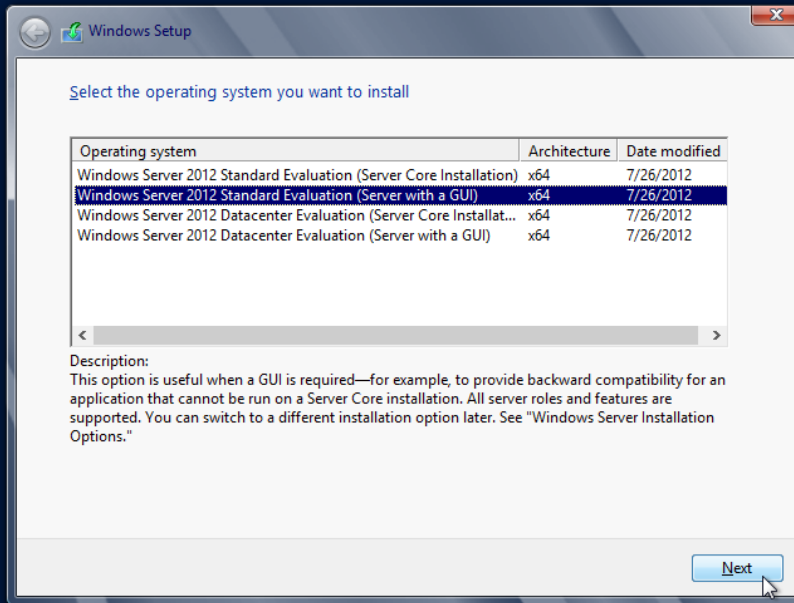 Windows Setup
Select the operating system you want to install
Operating system Architecture Date modified
Windows Server 2012 Standard Evaluation (Server Core Installation) x64 7/26/2012
Windows Server 2012 Standard Evaluation (Server with a GUI) x64 7/26/2012
Windows Server 2012 Datacenter Evaluation (Server Core Installat... x64 7/26/2012
Windows Server 2012 Datacenter Evaluation (Server with a GUI) x64 7/26/2012
Description:
This option is useful when a GUI is required—for example, to provide backward compatibility for an
application that cannot be run on a Server Core installation. All server roles and features are
supported. You can switch to a different installation option later. See "Windows Server Installation
Options."
Next